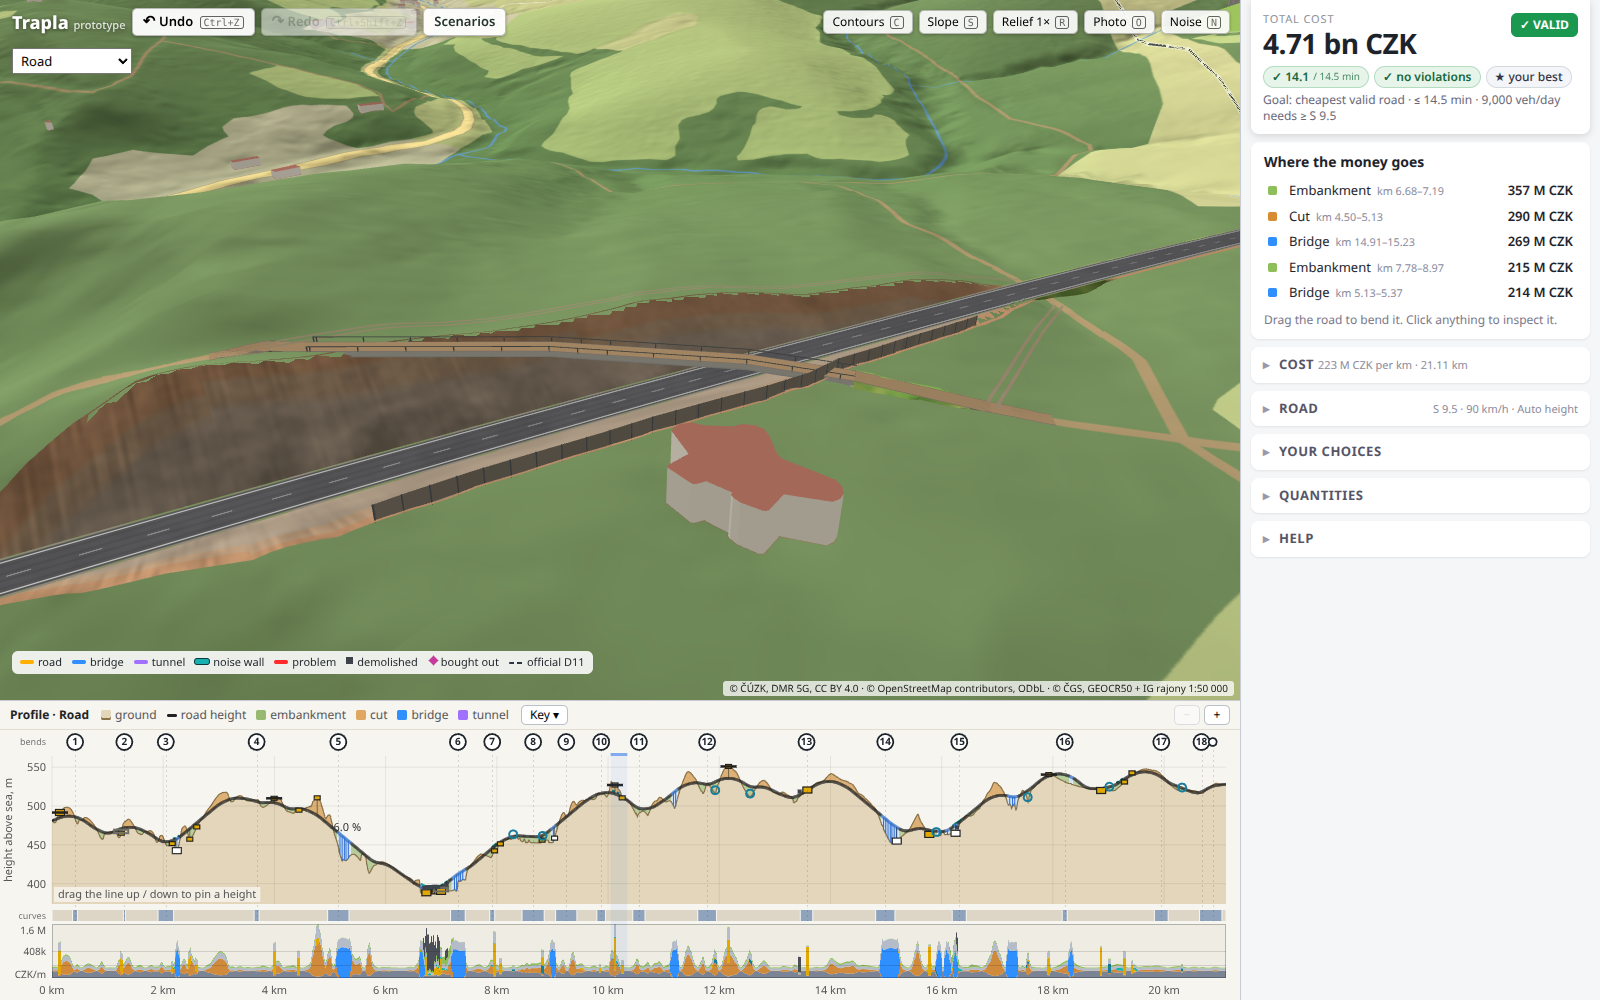 Trapla prototype
↶ Undo Ctrl+Z
↷ Redo Ctrl+Shift+Z
Scenarios
Contours C
Slope S
Relief 1× R
Photo O
Noise N
Road
road
bridge
tunnel
noise wall
problem
demolished
bought out
official D11
© ČÚZK, DMR 5G, CC BY 4.0 · © OpenStreetMap contributors, ODbL · © ČGS, GEOCR50 + IG rajony 1:50 000
TOTAL COST
✓ VALID
4.71 bn CZK
✓ 14.1 / 14.5 min
✓ no violations
★ your best
Goal: cheapest valid road · ≤ 14.5 min · 9,000 veh/day
needs ≥ S 9.5
Where the money goes
Embankment km 6.68–7.19 357 M CZK
Cut km 4.50–5.13 290 M CZK
Bridge km 14.91–15.23 269 M CZK
Embankment km 7.78–8.97 215 M CZK
Bridge km 5.13–5.37 214 M CZK
Drag the road to bend it. Click anything to inspect it.
▸ COST 223 M CZK per km · 21.11 km
▸ ROAD S 9.5 · 90 km/h · Auto height
▸ YOUR CHOICES
▸ QUANTITIES
▸ HELP
Profile · Road
ground
road height
embankment
cut
bridge
tunnel
Key ▾
−
+
bends 1 2 3 4 5 6 7 8 9 10 11 12 13 14 15 16 17 18
height above sea, m
550
500
450
400
6.0 %
drag the line up / down to pin a height
curves
1.6 M
408k
CZK/m
0 km 2 km 4 km 6 km 8 km 10 km 12 km 14 km 16 km 18 km 20 km